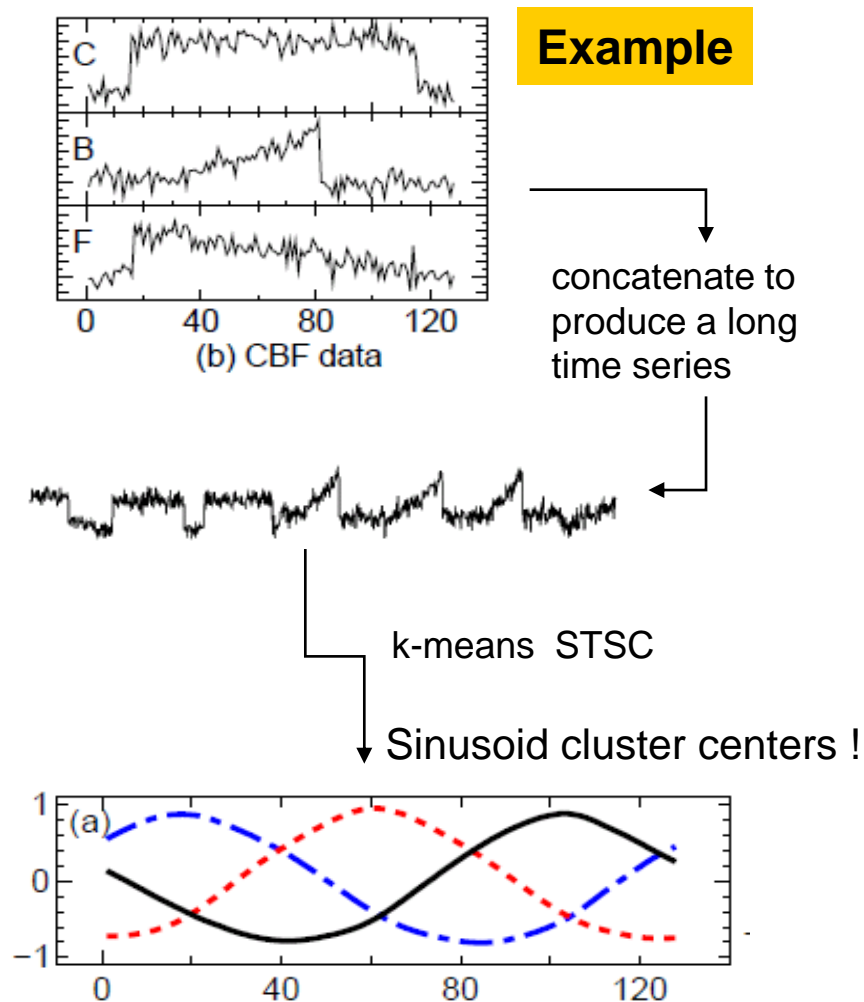 Example
C
B
F
0 40 80 120
(b) CBF data
concatenate to
produce a long
time series
k-means STSC
Sinusoid cluster centers !
(a)
1
0
-1
0 40 80 120